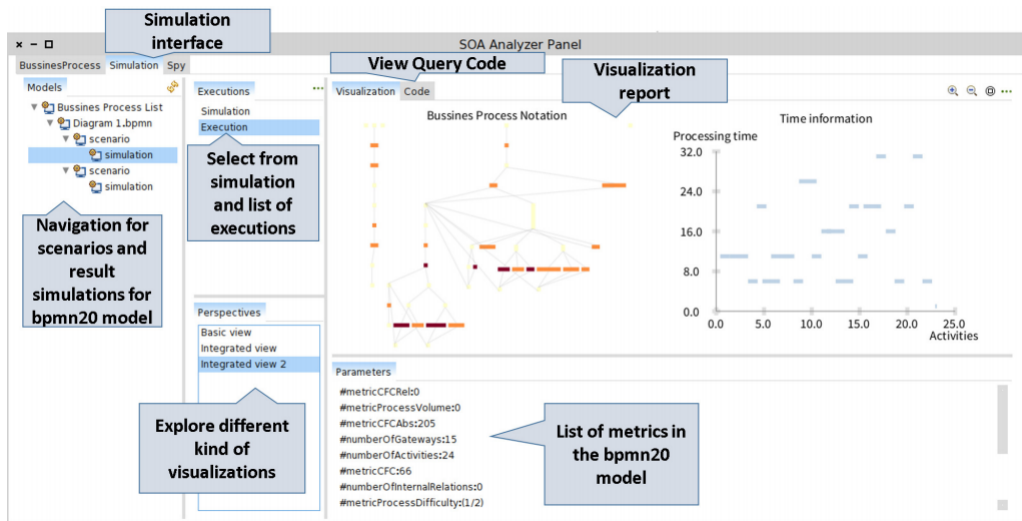 Simulation
interface
SOA Analyzer Panel
BussinesProcess Simulation Spy
View Query Code
Visualization
report
Models
Bussines Process List
Diagram 1.bpmn
scenario
simulation
scenario
simulation
Navigation for
scenarios and
result
simulations for
bpmn20 model
Executions
Simulation
Execution
Select from
simulation
and list of
executions
Perspectives
Basic view
Integrated view
Integrated view 2
Explore different
kind of
visualizations
Visualization Code
Bussines Process Notation
Time information
Processing time
32.0
24.0
16.0
8.0
0.0
0.0 5.0 10.0 15.0 20.0 25.0
Activities
Parameters
#metricCFCRel:0
#metricProcessVolume:0
#metricCFCAbs:205
#numberOfGateways:15
#numberOfActivities:24
#metricCFC:66
#numberOfInternalRelations:0
#metricProcessDifficulty:(1/2)
List of metrics in
the bpmn20
model